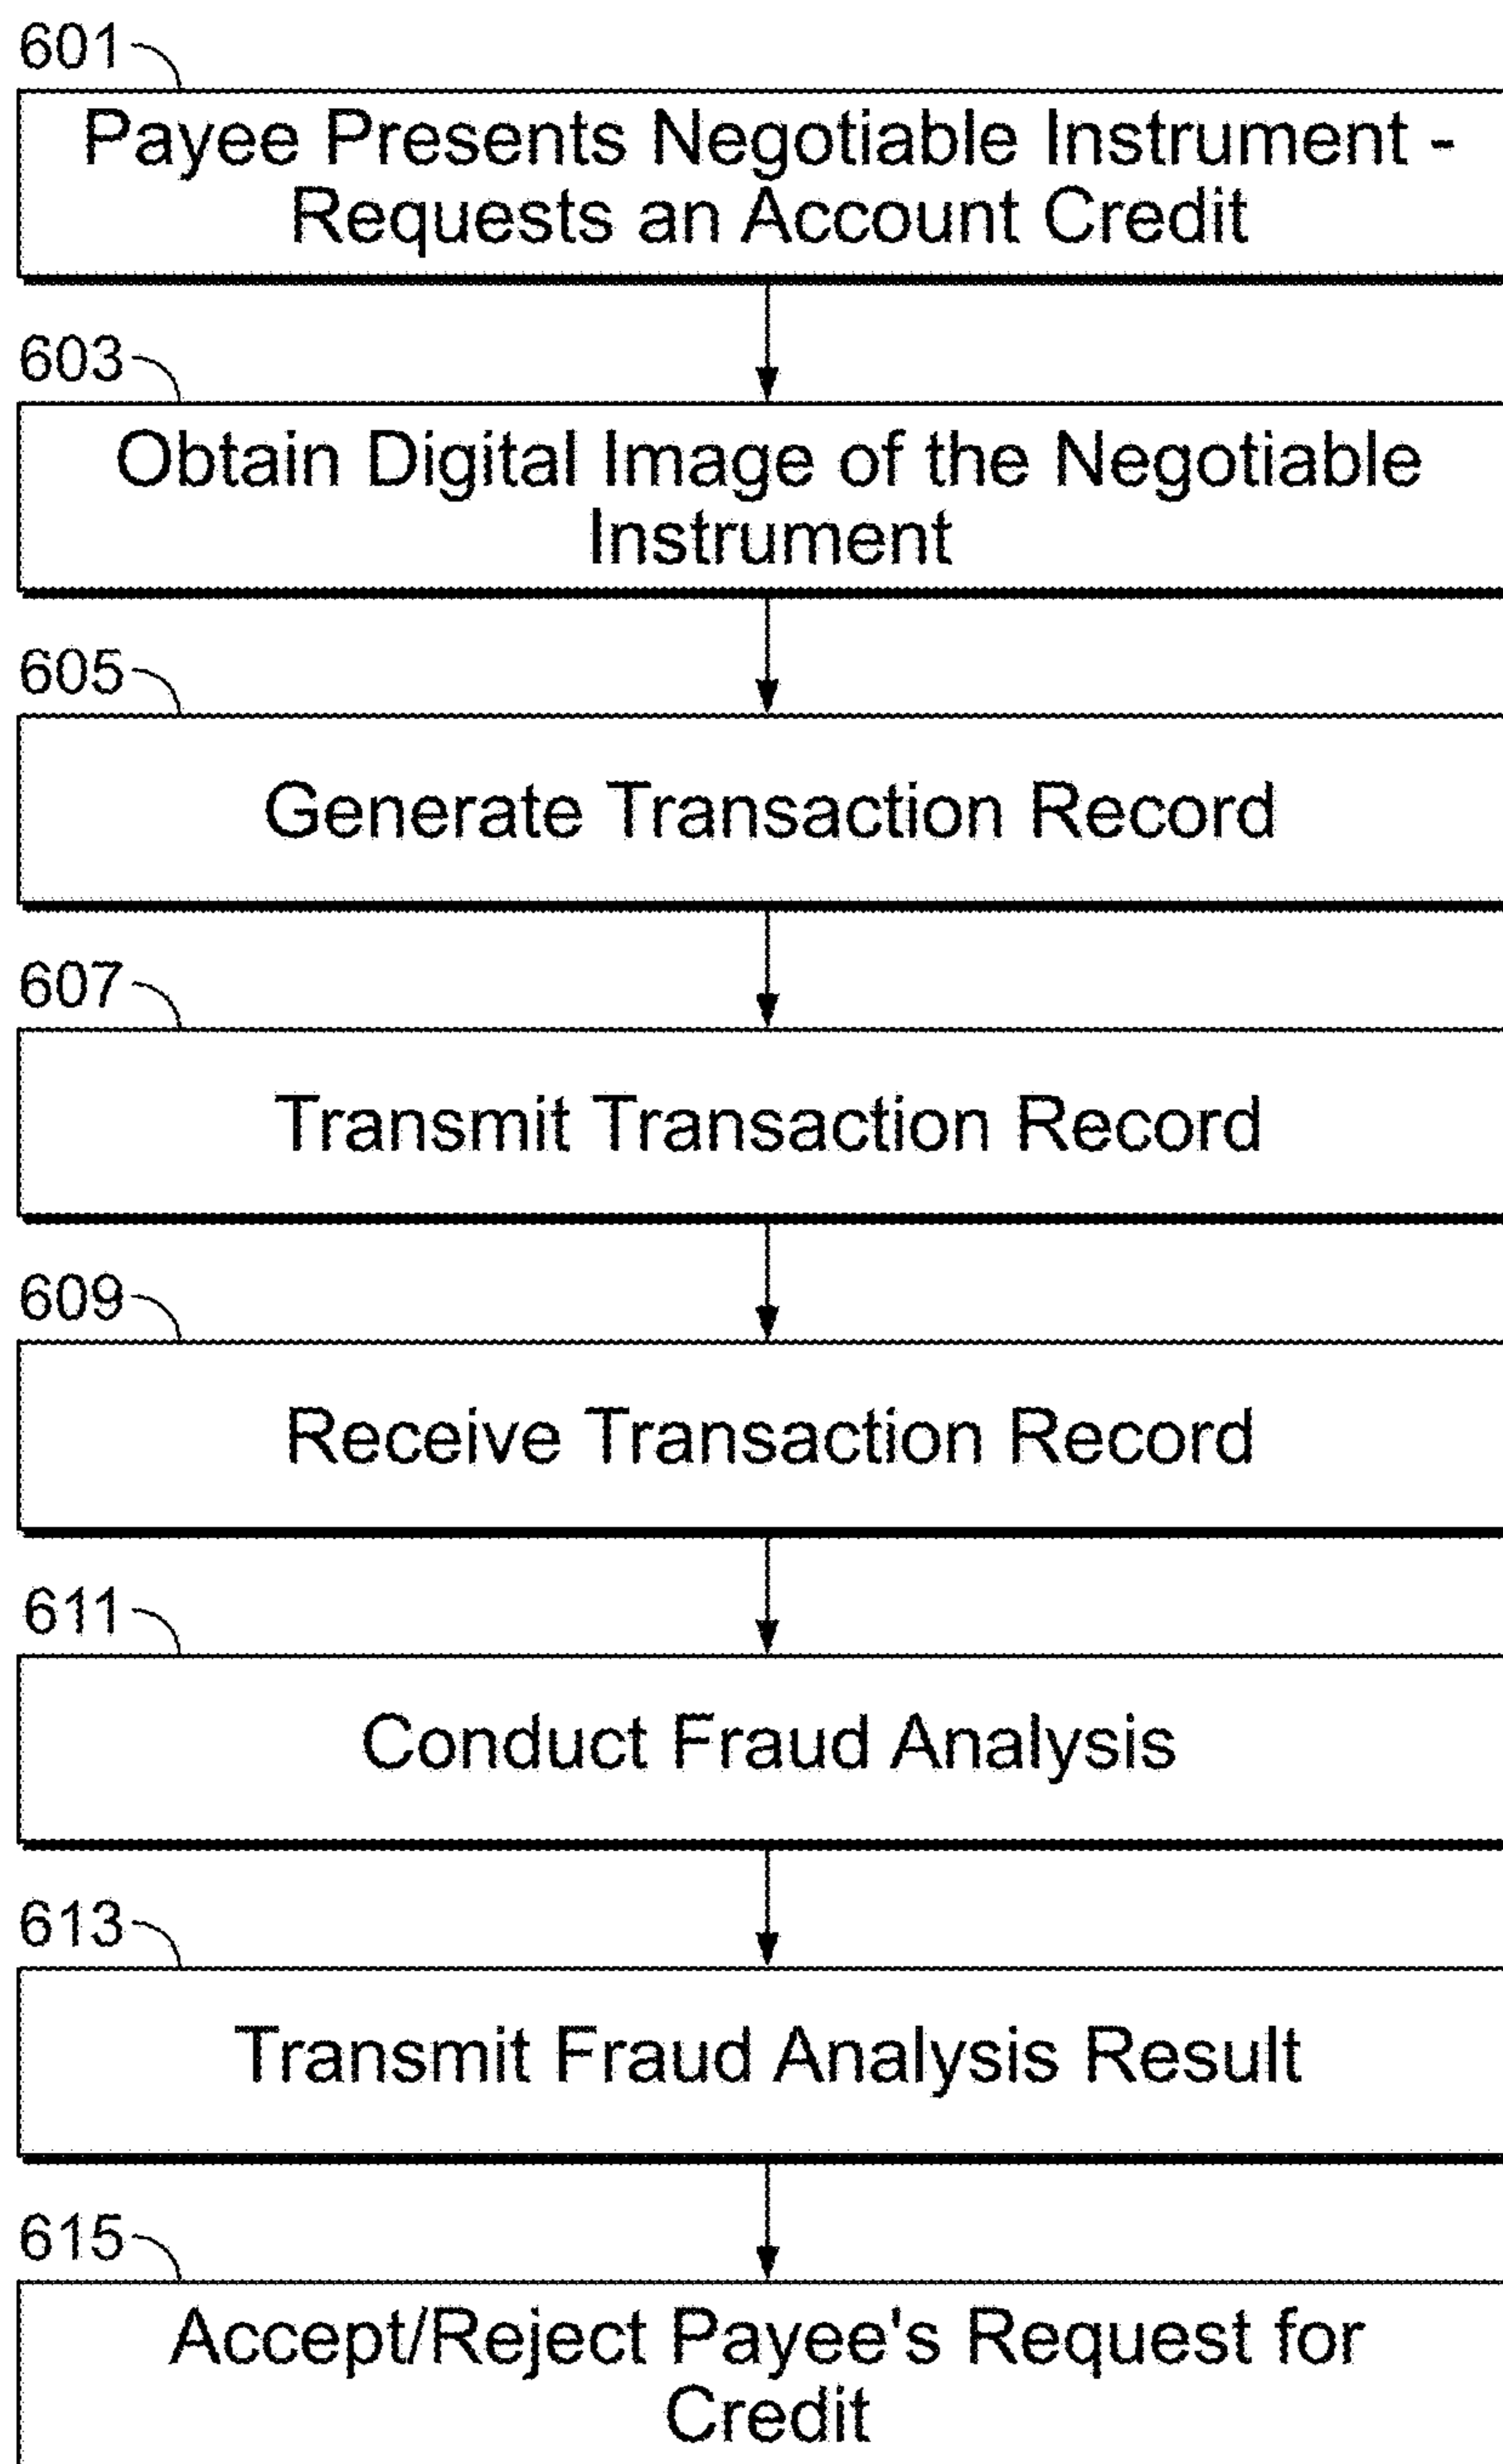 601
Payee Presents Negotiable Instrument -
Requests an Account Credit
603
Obtain Digital Image of the Negotiable
Instrument
605
Generate Transaction Record
607
Transmit Transaction Record
609
Receive Transaction Record
611
Conduct Fraud Analysis
613
Transmit Fraud Analysis Result
615
Accept/Reject Payee's Request for
Credit